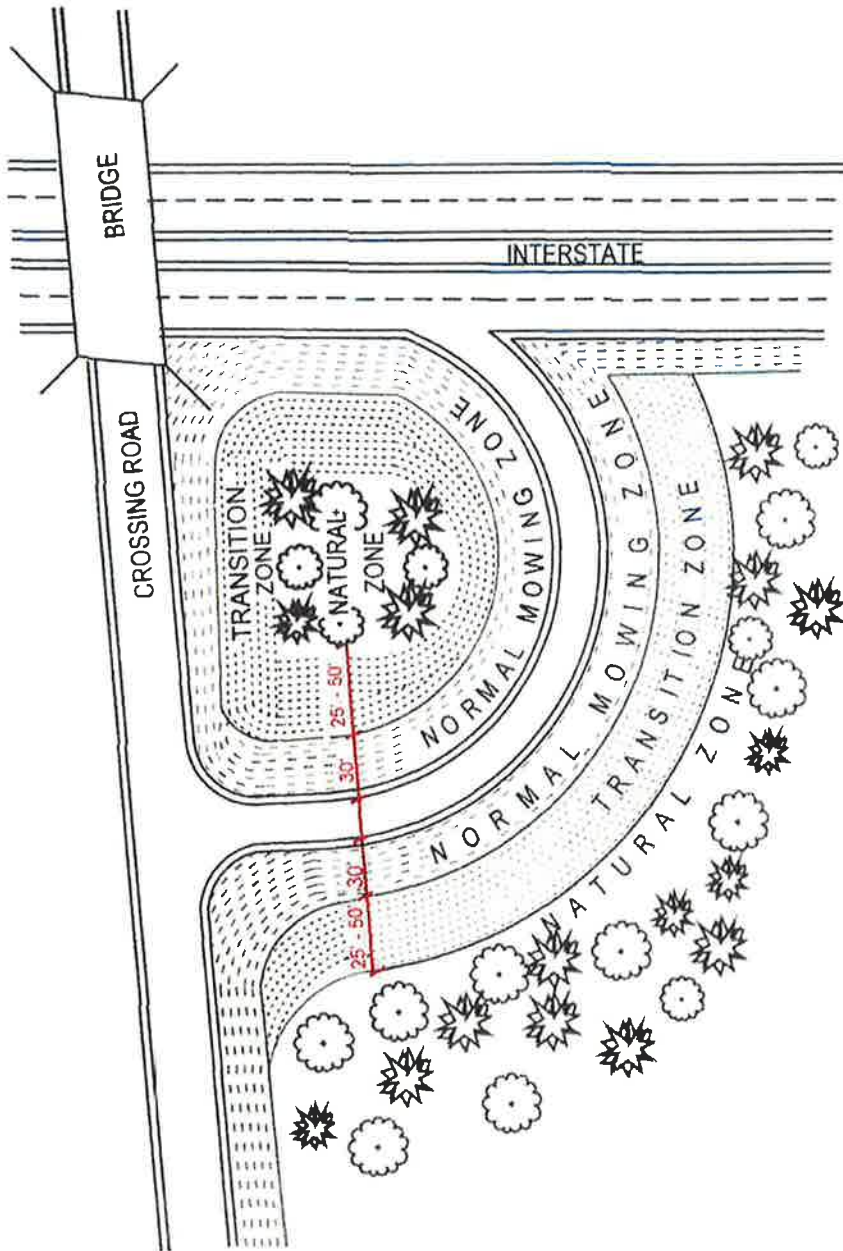 BRIDGE
INTERSTATE
CROSSING ROAD
TRANSITION
ZONE
NATURAL
ZONE
NORMAL MOWING ZONE
NORMAL MOWING ZONE
TRANSITION ZONE
NATURAL ZONE
25' - 50'
30'
30'
25' - 50'